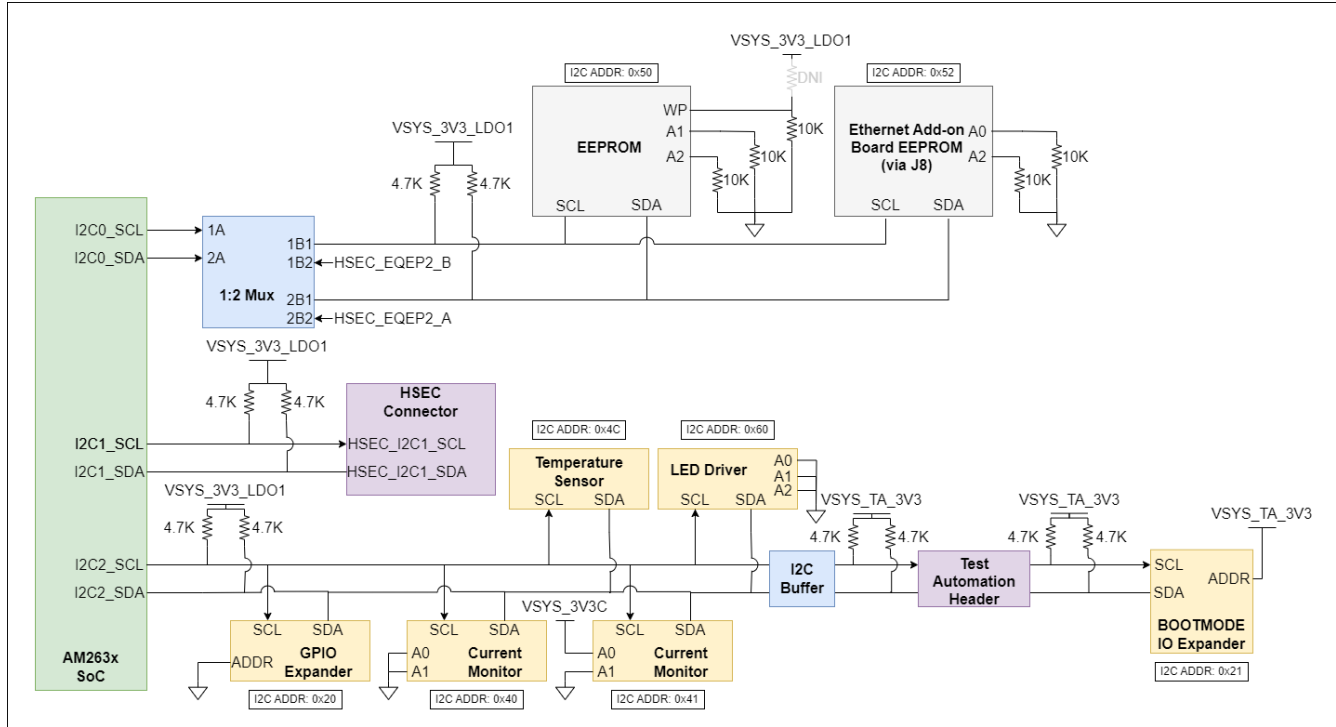 VSYS_3V3_LDO1
DNI
I2C ADDR: 0x50
I2C ADDR: 0x52
WP
A1
A2
EEPROM
10K
10K
10K
SCL
SDA
Ethernet Add-on
Board EEPROM
(via J8)
A0
A2
10K
10K
SCL
SDA
VSYS_3V3_LDO1
4.7K
4.7K
I2C0_SCL
I2C0_SDA
1A
2A
1B1
1B2
2B1
2B2
1:2 Mux
HSEC_EQEP2_B
HSEC_EQEP2_A
VSYS_3V3_LDO1
4.7K
4.7K
HSEC
Connector
HSEC_I2C1_SCL
HSEC_I2C1_SDA
I2C1_SCL
I2C1_SDA
VSYS_3V3_LDO1
4.7K
4.7K
I2C ADDR: 0x4C
Temperature
Sensor
SCL
SDA
I2C ADDR: 0x60
LED Driver
A0
A1
A2
SCL
SDA
I2C2_SCL
I2C2_SDA
I2C
Buffer
VSYS_TA_3V3
4.7K
4.7K
Test
Automation
Header
VSYS_TA_3V3
4.7K
4.7K
VSYS_TA_3V3
SCL
SDA
ADDR
BOOTMODE
IO Expander
I2C ADDR: 0x21
SCL
SDA
ADDR
GPIO
Expander
I2C ADDR: 0x20
SCL
SDA
A0
A1
Current
Monitor
I2C ADDR: 0x40
VSYS_3V3C
SCL
SDA
A0
A1
Current
Monitor
I2C ADDR: 0x41
AM263x
SoC